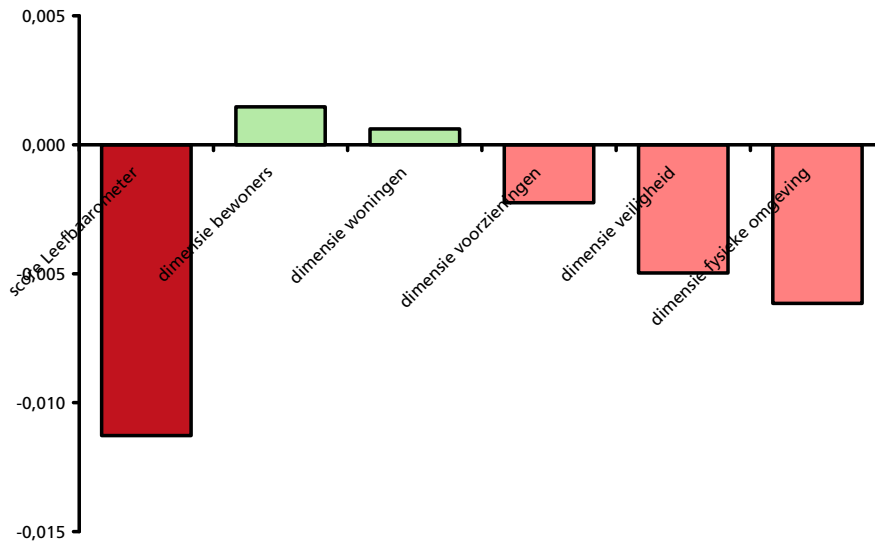 0,005
0,000
-0,005
-0,010
-0,015
score Leefbaarometer
dimensie bewoners
dimensie woningen
dimensie voorzieningen
dimensie veiligheid
dimensie fysieke omgeving